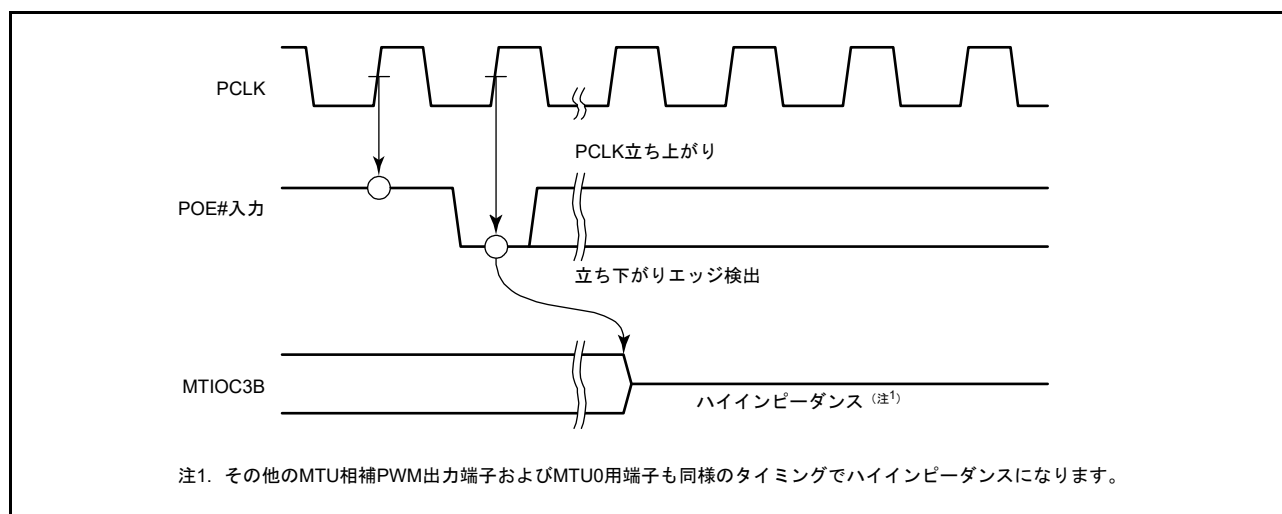 PCLK
PCLK立ち上がり
POE#入力
立ち下がりエッジ検出
MTIOC3B
ハイインピーダンス（注1）
注1. その他のMTU相補PWM出力端子およびMTU0用端子も同様のタイミングでハイインピーダンスになります。